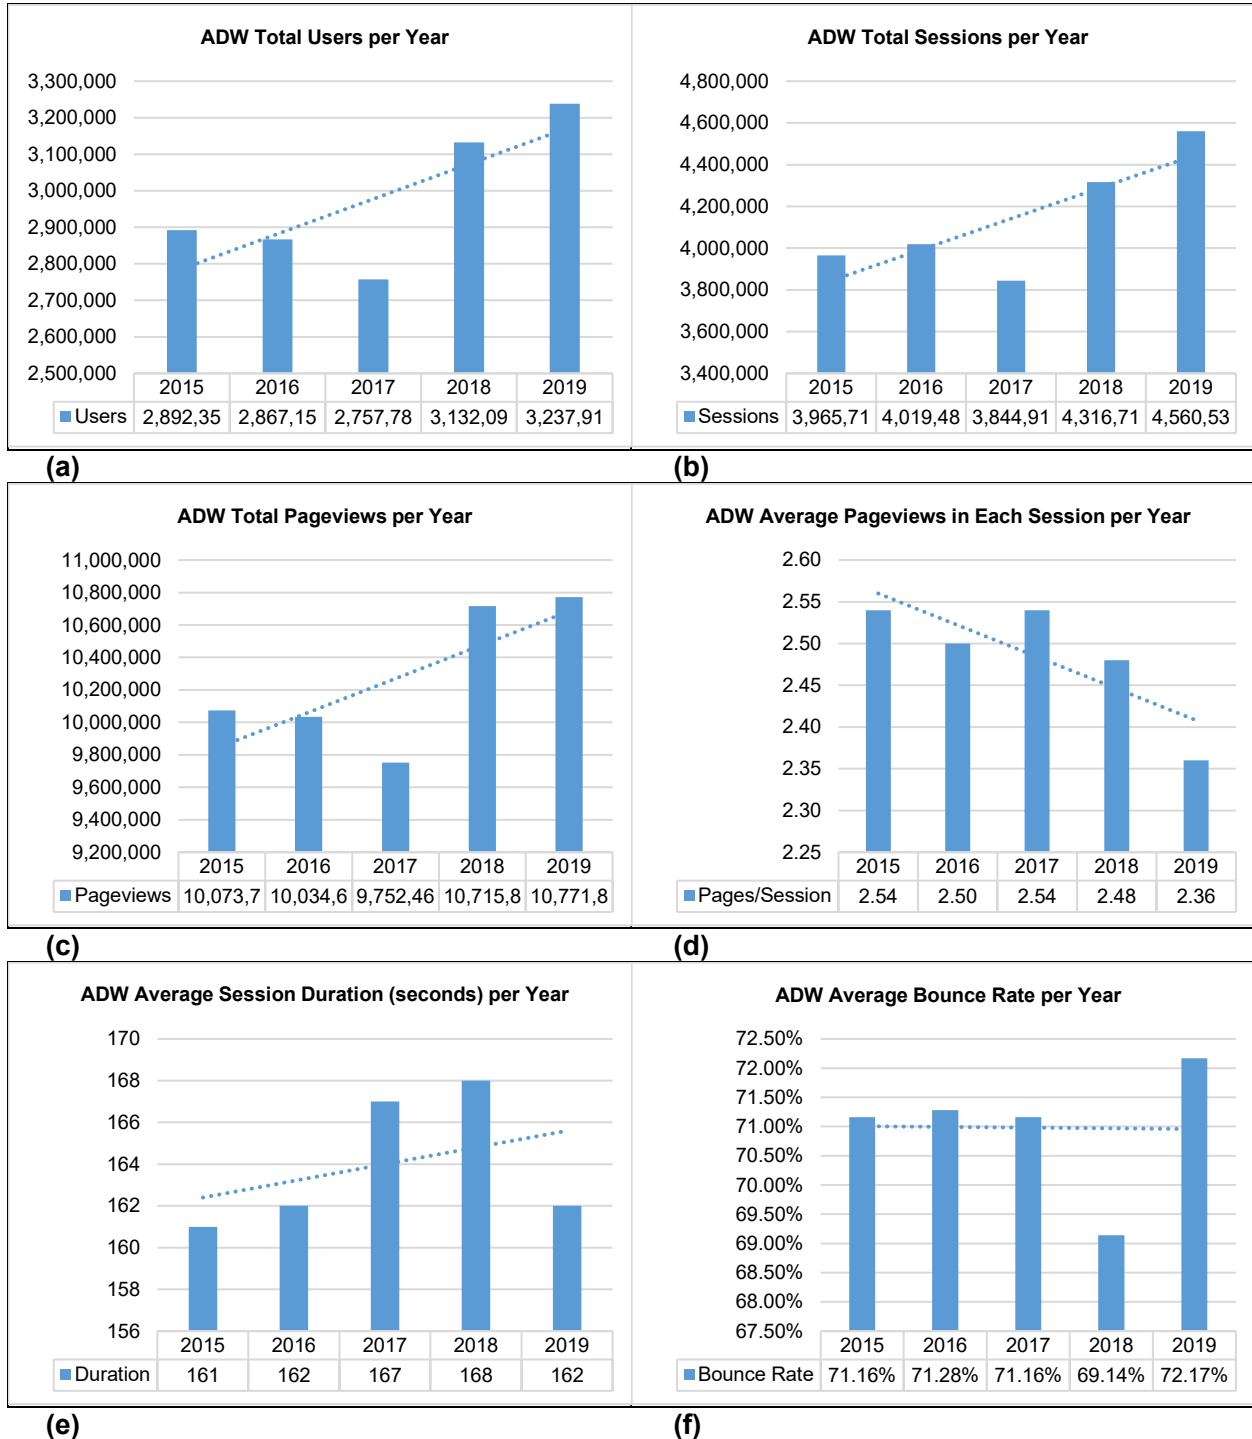 ADW Total Users per Year
3,300,000
3,200,000
3,100,000
3,000,000
2,900,000
2,800,000
2,700,000
2,600,000
2,500,000
2015 2016 2017 2018 2019
Users 2,892,35 2,867,15 2,757,78 3,132,09 3,237,91
(a)
ADW Total Sessions per Year
4,800,000
4,600,000
4,400,000
4,200,000
4,000,000
3,800,000
3,600,000
3,400,000
2015 2016 2017 2018 2019
Sessions 3,965,71 4,019,48 3,844,91 4,316,71 4,560,53
(b)
ADW Total Pageviews per Year
11,000,000
10,800,000
10,600,000
10,400,000
10,200,000
10,000,000
9,800,000
9,600,000
9,400,000
9,200,000
2015 2016 2017 2018 2019
Pageviews 10,073,7 10,034,6 9,752,46 10,715,8 10,771,8
(c)
ADW Average Pageviews in Each Session per Year
2.60
2.55
2.50
2.45
2.40
2.35
2.30
2.25
2015 2016 2017 2018 2019
Pages/Session 2.54 2.50 2.54 2.48 2.36
(d)
ADW Average Session Duration (seconds) per Year
170
168
166
164
162
160
158
156
2015 2016 2017 2018 2019
Duration 161 162 167 168 162
(e)
ADW Average Bounce Rate per Year
72.50%
72.00%
71.50%
71.00%
70.50%
70.00%
69.50%
69.00%
68.50%
68.00%
67.50%
2015 2016 2017 2018 2019
Bounce Rate 71.16% 71.28% 71.16% 69.14% 72.17%
(f)